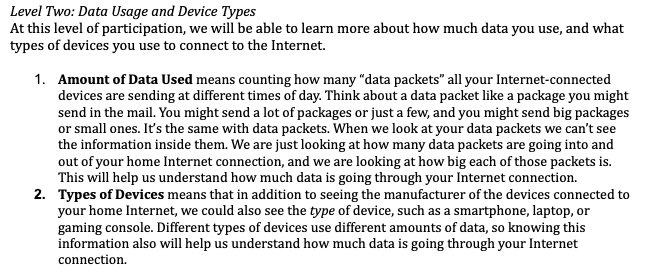 Level Two: Data Usage and Device Types
At this level of participation, we will be able to learn more about how much data you use, and what
types of devices you use to connect to the Internet.
1. Amount of Data Used means counting how many “data packets” all your Internet-connected
devices are sending at different times of day. Think about a data packet like a package you might
send in the mail. You might send a lot of packages or just a few, and you might send big packages
or small ones. It’s the same with data packets. When we look at your data packets we can’t see
the information inside them. We are just looking at how many data packets are going into and
out of your home Internet connection, and we are looking at how big each of those packets is.
This will help us understand how much data is going through your Internet connection.
2. Types of Devices means that in addition to seeing the manufacturer of the devices connected to
your home Internet, we could also see the type of device, such as a smartphone, laptop, or
gaming console. Different types of devices use different amounts of data, so knowing this
information also will help us understand how much data is going through your Internet
connection.